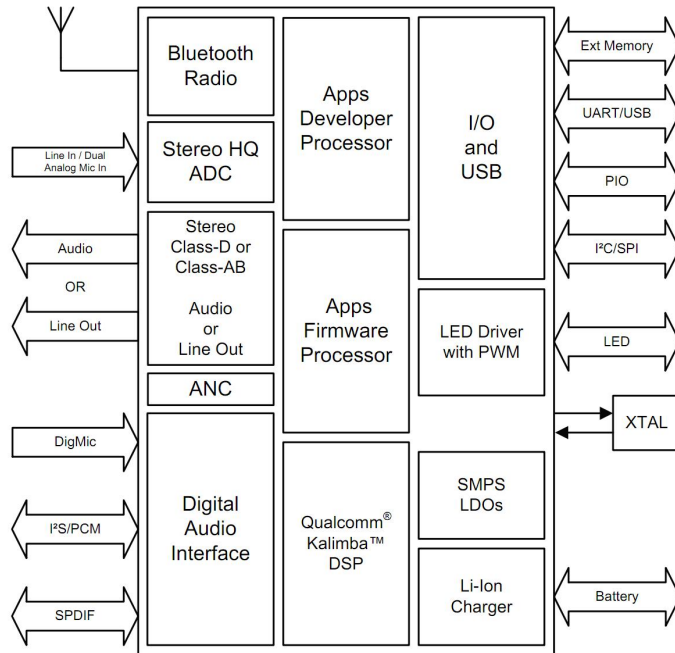 Bluetooth
Radio
Apps
Developer
Processor
I/O
and
USB
Ext Memory
UART/USB
PIO
I²C/SPI
Line In / Dual
Analog Mic In
Stereo HQ
ADC
Audio
OR
Line Out
Stereo
Class-D or
Class-AB
Audio
or
Line Out
Apps
Firmware
Processor
LED Driver
with PWM
LED
ANC
XTAL
DigMic
I²S/PCM
SPDIF
Digital
Audio
Interface
Qualcomm®
Kalimba™
DSP
SMPS
LDOs
Li-Ion
Charger
Battery